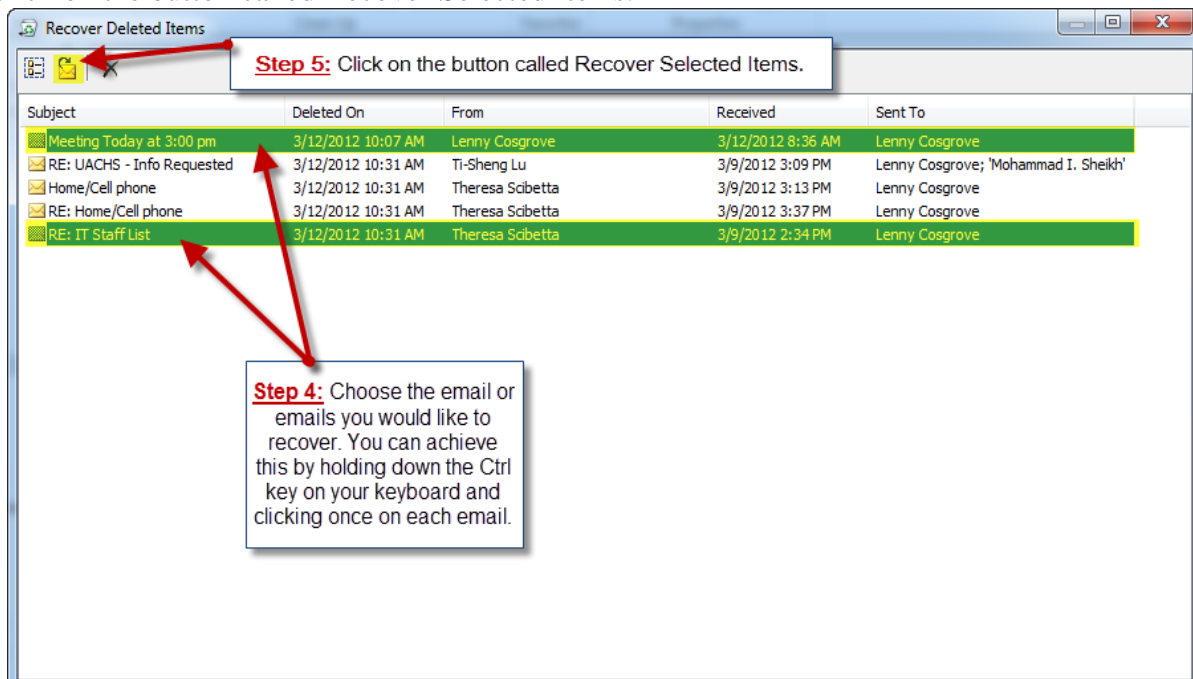 Recover Deleted Items
Step 5: Click on the button called Recover Selected Items.
Subject Deleted On From Received Sent To
Meeting Today at 3:00 pm 3/12/2012 10:07 AM Lenny Cosgrove 3/12/2012 8:36 AM Lenny Cosgrove
RE: UACHS - Info Requested 3/12/2012 10:31 AM Ti-Sheng Lu 3/9/2012 3:09 PM Lenny Cosgrove; 'Mohammad I. Sheikh'
Home/Cell phone 3/12/2012 10:31 AM Theresa Scibetta 3/9/2012 3:13 PM Lenny Cosgrove
RE: Home/Cell phone 3/12/2012 10:31 AM Theresa Scibetta 3/9/2012 3:37 PM Lenny Cosgrove
RE: IT Staff List 3/12/2012 10:31 AM Theresa Scibetta 3/9/2012 2:34 PM Lenny Cosgrove
Step 4: Choose the email or
emails you would like to
recover. You can achieve
this by holding down the Ctrl
key on your keyboard and
clicking once on each email.